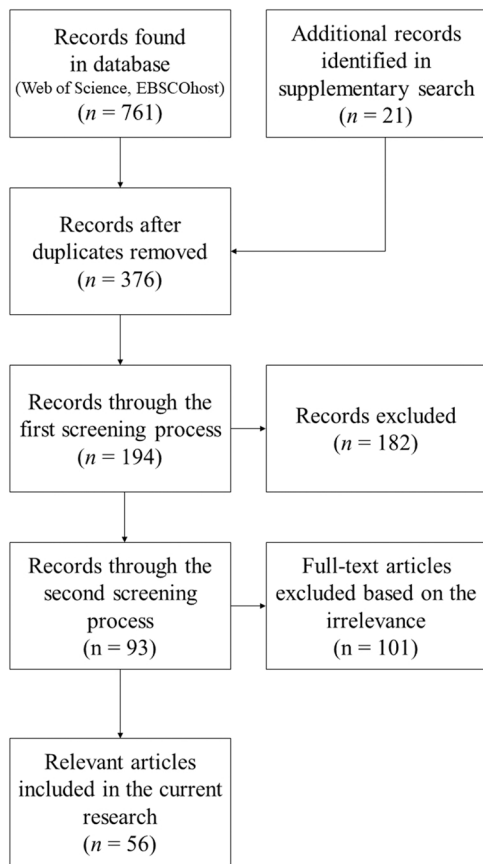 Records found
in database
(Web of Science, EBSCOhost)
(n = 761)
Additional records
identified in
supplementary search
(n = 21)
Records after
duplicates removed
(n = 376)
Records through the
first screening process
(n = 194)
Records excluded
(n = 182)
Records through the
second screening
process
(n = 93)
Full-text articles
excluded based on the
irrelevance
(n = 101)
Relevant articles
included in the current
research
(n = 56)